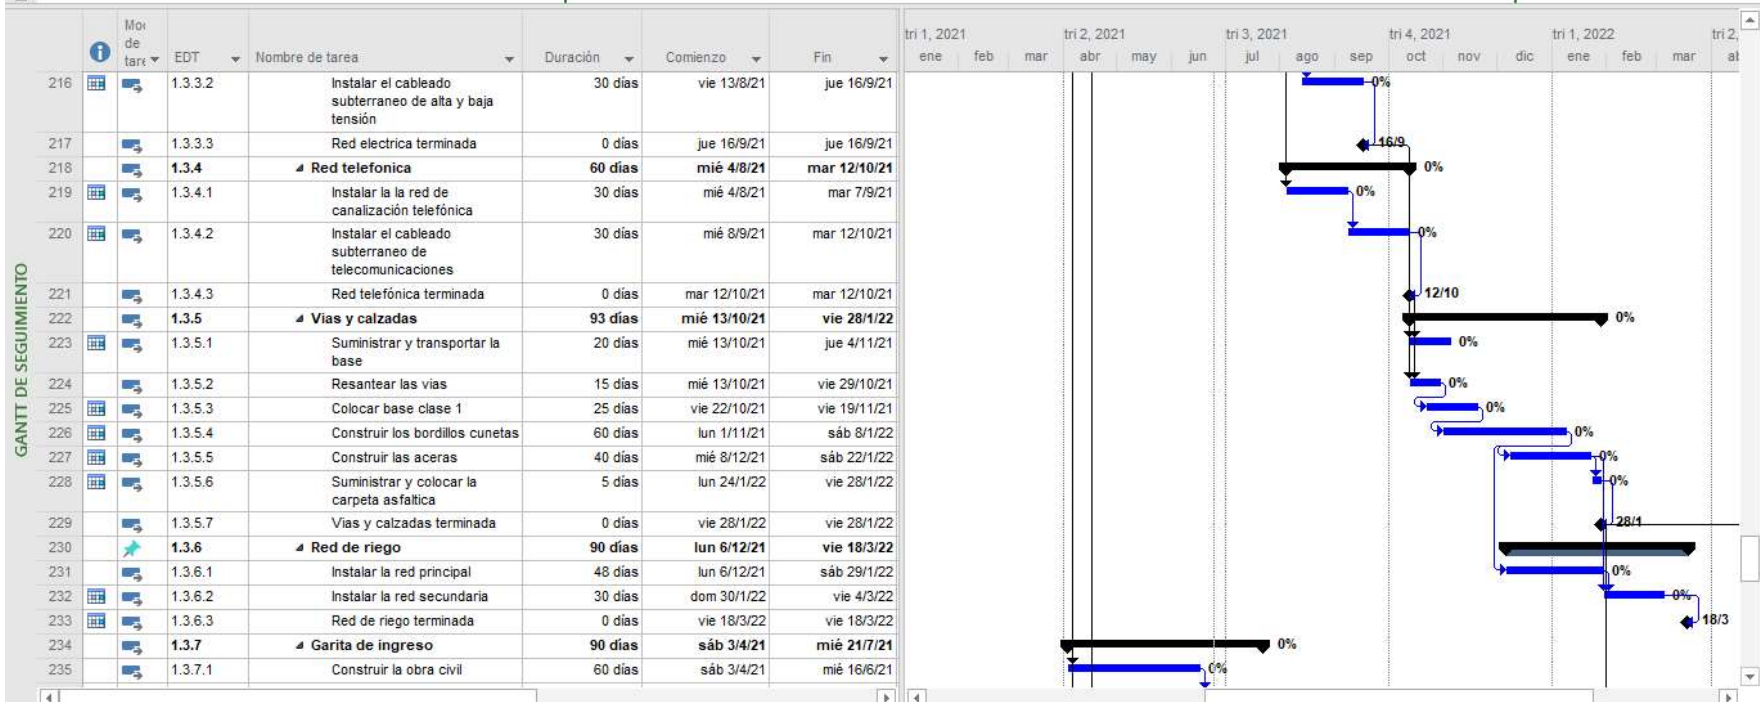 GANTT DE SEGUIMIENTO
Mod de tare EDT Nombre de tarea Duración Comienzo Fin
tri 1, 2021 tri 2, 2021 tri 3, 2021 tri 4, 2021 tri 1, 2022 tri 2,
ene feb mar abr may jun jul ago sep oct nov dic ene feb mar
216 1.3.3.2 Instalar el cableado 30 días vie 13/8/21 jue 16/9/21 0%
subterraneo de alta y baja
tensión
217 1.3.3.3 Red electrica terminada 0 días jue 16/9/21 jue 16/9/21 16/9
218 1.3.4 Red telefonica 60 días mié 4/8/21 mar 12/10/21 0%
219 1.3.4.1 Instalar la la red de 30 días mié 4/8/21 mar 7/9/21 0%
canalización telefónica
220 1.3.4.2 Instalar el cableado 30 días mié 8/9/21 mar 12/10/21 0%
subterraneo de
telecomunicaciones
221 1.3.4.3 Red telefónica terminada 0 días mar 12/10/21 mar 12/10/21 12/10
222 1.3.5 Vias y calzadas 93 días mié 13/10/21 vie 28/1/22 0%
223 1.3.5.1 Suministrar y transportar la 20 días mié 13/10/21 jue 4/11/21 0%
base
224 1.3.5.2 Resantear las vias 15 días mié 13/10/21 vie 29/10/21 0%
225 1.3.5.3 Colocar base clase 1 25 días vie 22/10/21 vie 19/11/21 0%
226 1.3.5.4 Construir los bordillos cunetas 60 días lun 1/11/21 sáb 8/1/22 0%
227 1.3.5.5 Construir las aceras 40 días mié 8/12/21 sáb 22/1/22 0%
228 1.3.5.6 Suministrar y colocar la 5 días lun 24/1/22 vie 28/1/22 0%
carpeta asfaltica
229 1.3.5.7 Vias y calzadas terminada 0 días vie 28/1/22 vie 28/1/22 28/1
230 1.3.6 Red de riego 90 días lun 6/12/21 vie 18/3/22
231 1.3.6.1 Instalar la red principal 48 días lun 6/12/21 sáb 29/1/22 0%
232 1.3.6.2 Instalar la red secundaria 30 días dom 30/1/22 vie 4/3/22 0%
233 1.3.6.3 Red de riego terminada 0 días vie 18/3/22 vie 18/3/22 18/3
234 1.3.7 Garita de ingreso 90 días sáb 3/4/21 mié 21/7/21 0%
235 1.3.7.1 Construir la obra civil 60 días sáb 3/4/21 mié 16/6/21 0%